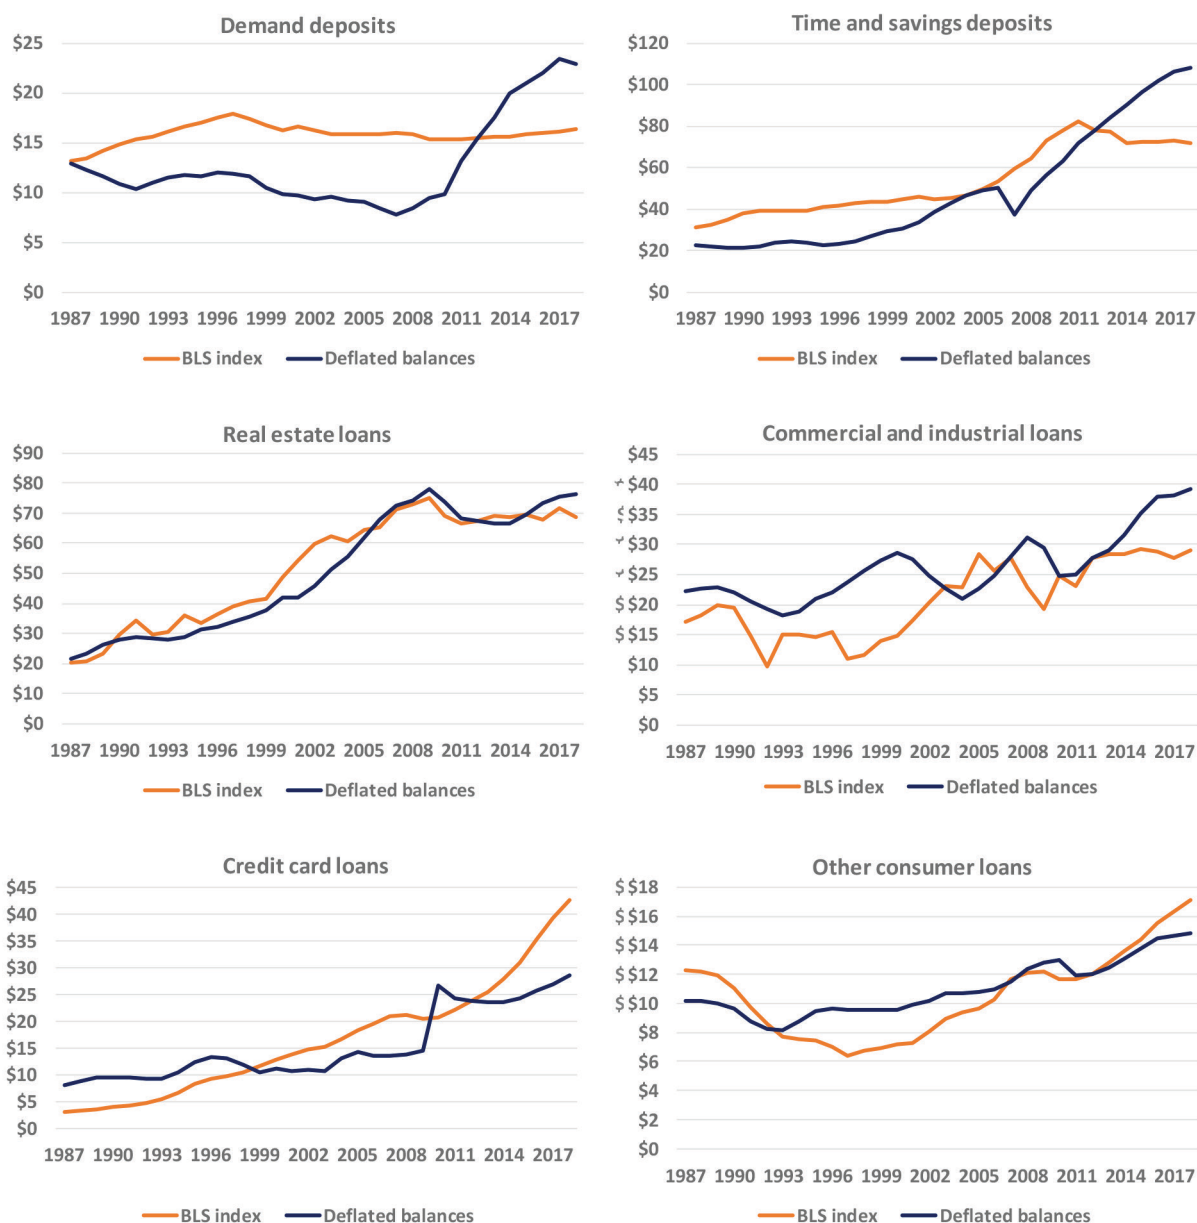 Demand deposits
$25
$20
$15
$10
$5
$0
1987 1990 1993 1996 1999 2002 2005 2008 2011 2014 2017
BLS index Deflated balances
Time and savings deposits
$120
$100
$80
$60
$40
$20
$0
1987 1990 1993 1996 1999 2002 2005 2008 2011 2014 2017
BLS index Deflated balances
Real estate loans
$90
$80
$70
$60
$50
$40
$30
$20
$10
$0
1987 1990 1993 1996 1999 2002 2005 2008 2011 2014 2017
BLS index Deflated balances
Commercial and industrial loans
$45
$40
$ $35
$30
$ $25
$ $20
$ $15
$10
$5
$0
1987 1990 1993 1996 1999 2002 2005 2008 2011 2014 2017
BLS index Deflated balances
Credit card loans
$45
$40
$35
$30
$25
$20
$15
$10
$5
$0
1987 1990 1993 1996 1999 2002 2005 2008 2011 2014 2017
BLS index Deflated balances
Other consumer loans
$ $18
$16
$ $14
$ $12
$ $10
$8
$6
$4
$2
$0
1987 1990 1993 1996 1999 2002 2005 2008 2011 2014 2017
BLS index Deflated balances